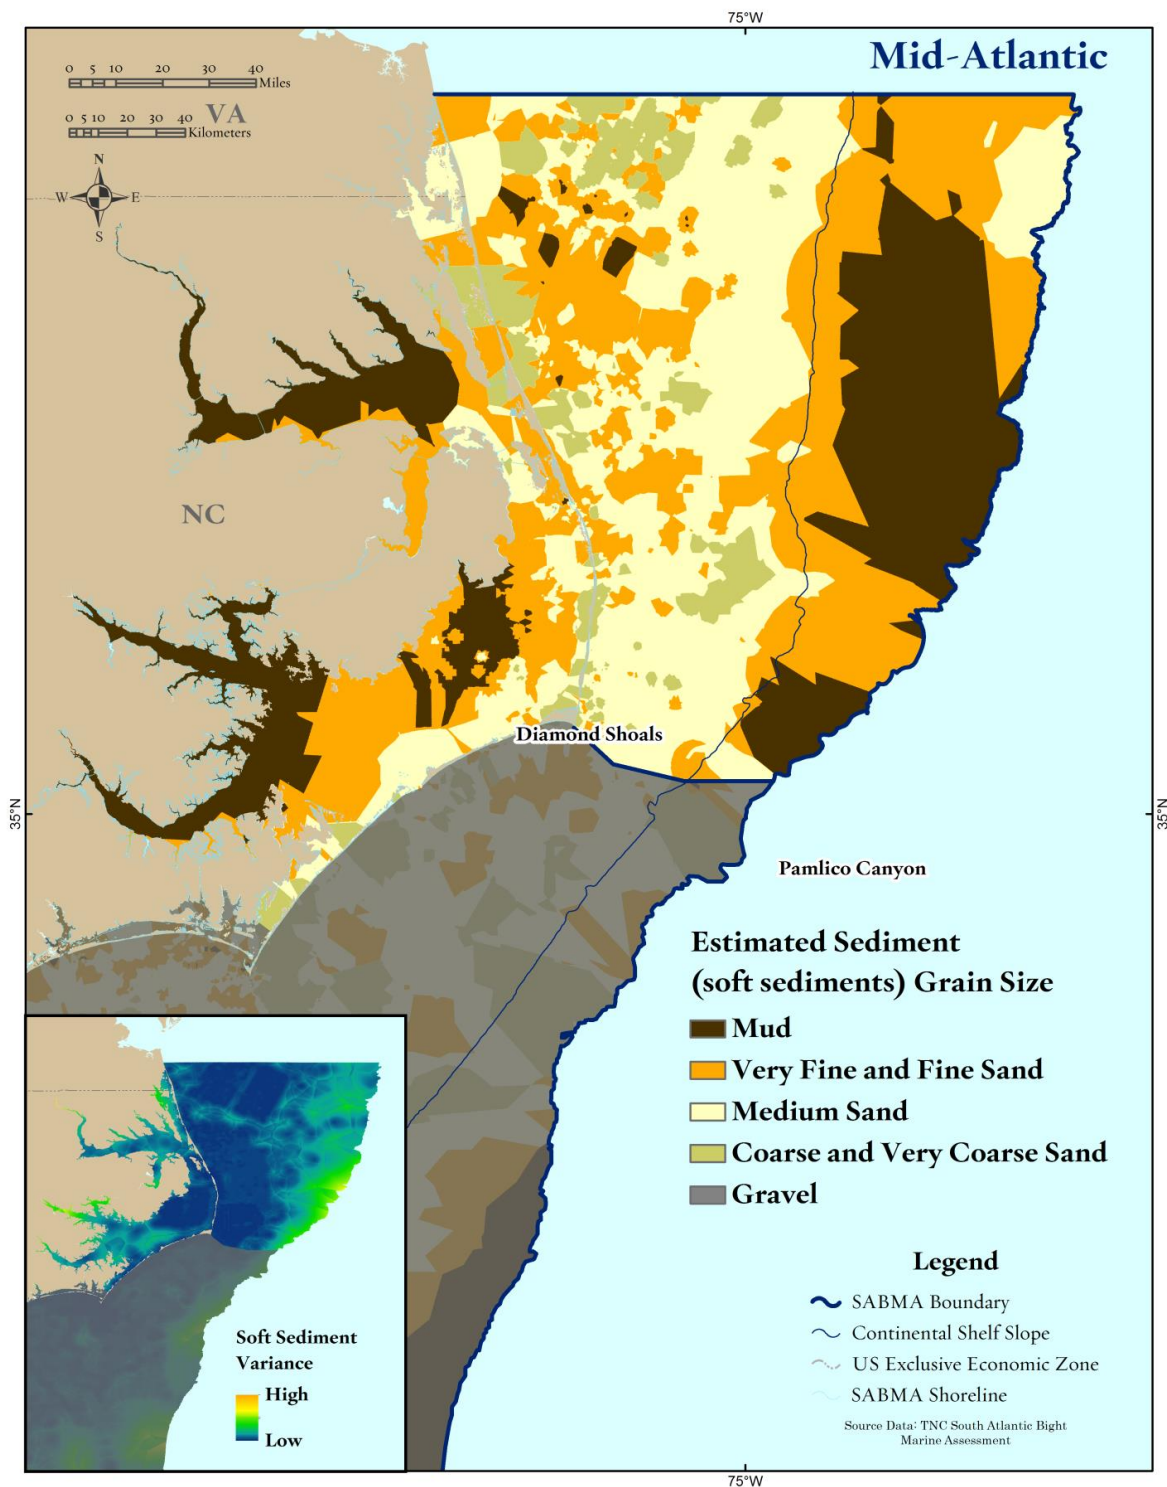 75°W
Mid-Atlantic
0 5 10 20 30 40
Miles
VA
0 5 10 20 30 40
Kilometers
N
W E
S
NC
Diamond Shoals
35°N
35°N
Pamlico Canyon
Estimated Sediment
(soft sediments) Grain Size
Mud
Very Fine and Fine Sand
Medium Sand
Coarse and Very Coarse Sand
Gravel
Legend
SABMA Boundary
Continental Shelf Slope
US Exclusive Economic Zone
SABMA Shoreline
Source Data: TNC South Atlantic Bight
Marine Assessment
Soft Sediment
Variance
High
Low
75°W